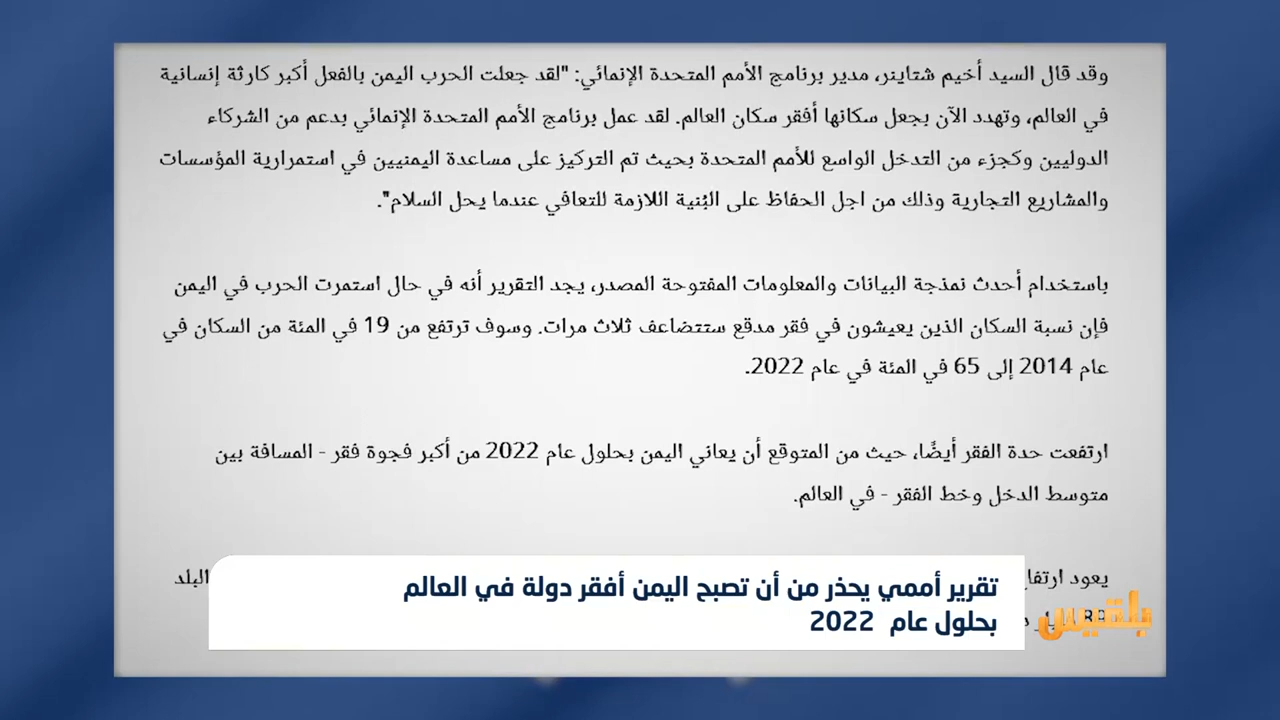 وقد قال السيد أخيم شتاينر، مدير برنامج الأمم المتحدة الإنمائي: "لقد جعلت الحرب اليمن بالفعل أكبر كارثة إنسانية
في العالم، وتهدد الآن بجعل سكانها أفقر سكان العالم. لقد عمل برنامج الأمم المتحدة الإنمائي بدعم من الشركاء
الدوليين وكجزء من التدخل الواسع للأمم المتحدة بحيث تم التركيز على مساعدة اليمنيين في استمرارية المؤسسات
والمشاريع التجارية وذلك من اجل الحفاظ على البُنية اللازمة للتعافي عندما يحل السلام".
باستخدام أحدث نمذجة البيانات والمعلومات المفتوحة المصدر، يجد التقرير أنه في حال استمرت الحرب في اليمن
فإن نسبة السكان الذين يعيشون في فقر مدقع ستتضاعف ثلاث مرات. وسوف ترتفع من 19 في المئة من السكان في
عام 2014 إلى 65 في المئة في عام 2022.
ارتفعت حدة الفقر أيضًا، حيث من المتوقع أن يعاني اليمن بحلول عام 2022 من أكبر فجوة فقر - المسافة بين
متوسط الدخل وخط الفقر - في العالم.
يعود البلد
تقرير أممي يحذر من أن تصبح اليمن أفقر دولة في العالم
بحلول عام 2022
بلقيس